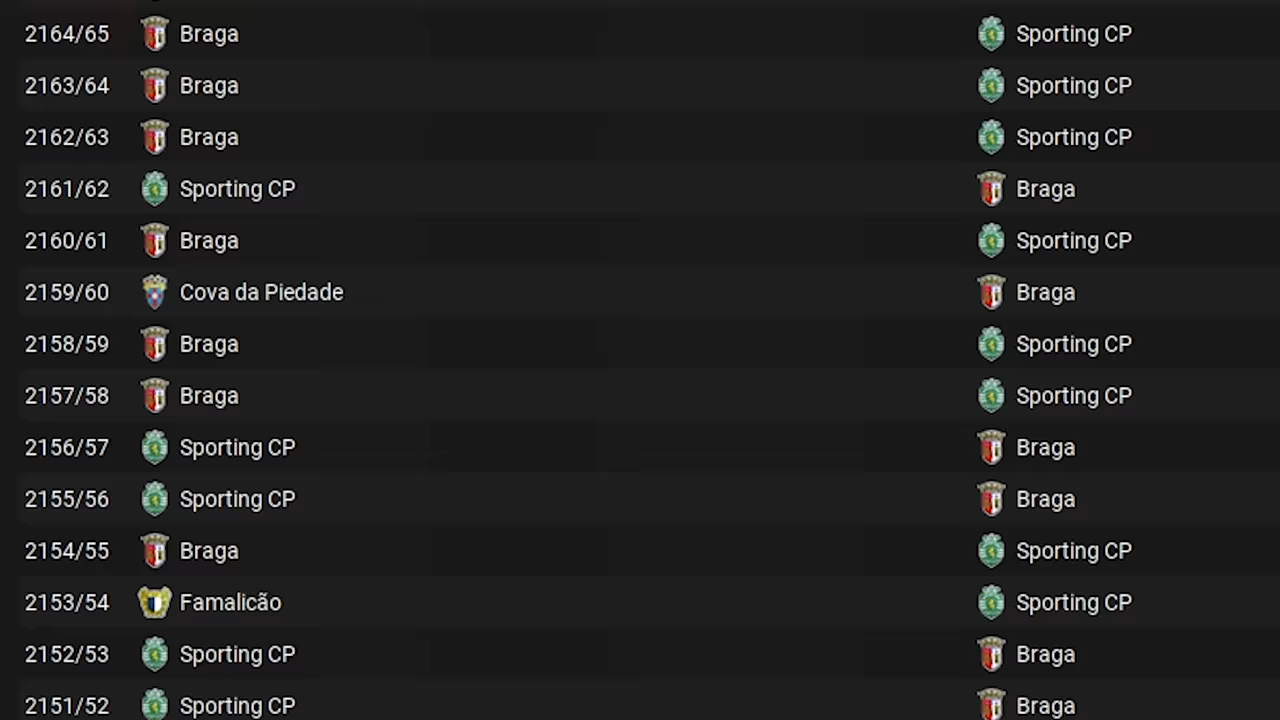 2164/65 Braga Sporting CP
2163/64 Braga Sporting CP
2162/63 Braga Sporting CP
2161/62 Sporting CP Braga
2160/61 Braga Sporting CP
2159/60 Cova da Piedade Braga
2158/59 Braga Sporting CP
2157/58 Braga Sporting CP
2156/57 Sporting CP Braga
2155/56 Sporting CP Braga
2154/55 Braga Sporting CP
2153/54 Famalicão Sporting CP
2152/53 Sporting CP Braga
2151/52 Sporting CP Braga